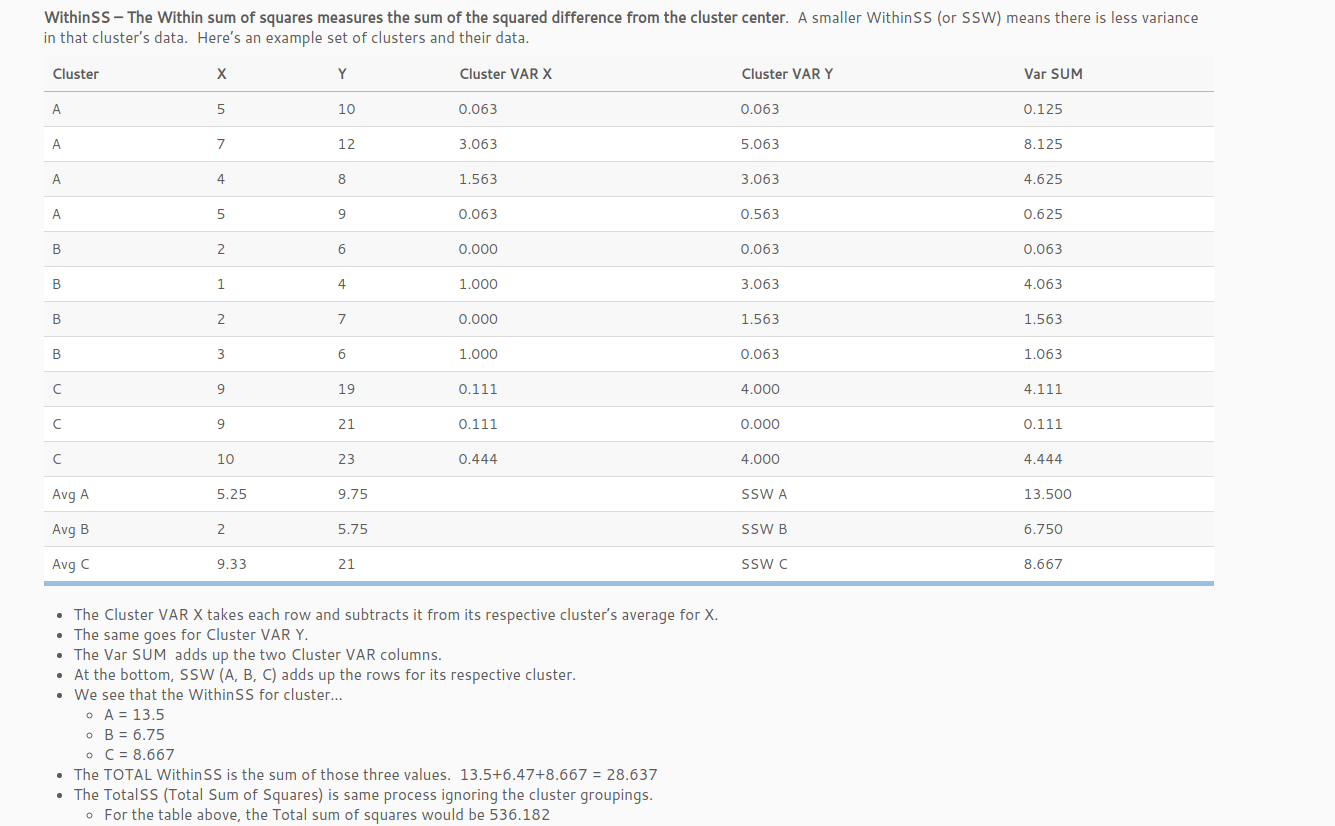 WithinSS – The Within sum of squares measures the sum of the squared difference from the cluster center. A smaller WithinSS (or SSW) means there is less variance
in that cluster's data. Here's an example set of clusters and their data.
Cluster X Y Cluster VAR X Cluster VAR Y Var SUM
A 5 10 0.063 0.063 0.125
A 7 12 3.063 5.063 8.125
A 4 8 1.563 3.063 4.625
A 5 9 0.063 0.563 0.625
B 2 6 0.000 0.063 0.063
B 1 4 1.000 3.063 4.063
B 2 7 0.000 1.563 1.563
B 3 6 1.000 0.063 1.063
C 9 19 0.111 4.000 4.111
C 9 21 0.111 0.000 0.111
C 10 23 0.444 4.000 4.444
Avg A 5.25 9.75 SSW A 13.500
Avg B 2 5.75 SSW B 6.750
Avg C 9.33 21 SSW C 8.667
• The Cluster VAR X takes each row and subtracts it from its respective cluster's average for X.
• The same goes for Cluster VAR Y.
• The Var SUM adds up the two Cluster VAR columns.
• At the bottom, SSW (A, B, C) adds up the rows for its respective cluster.
• We see that the WithinSS for cluster...
◦ A = 13.5
◦ B = 6.75
◦ C = 8.667
• The TOTAL WithinSS is the sum of those three values. 13.5+6.47+8.667 = 28.637
• The TotalSS (Total Sum of Squares) is same process ignoring the cluster groupings.
◦ For the table above, the Total sum of squares would be 536.182